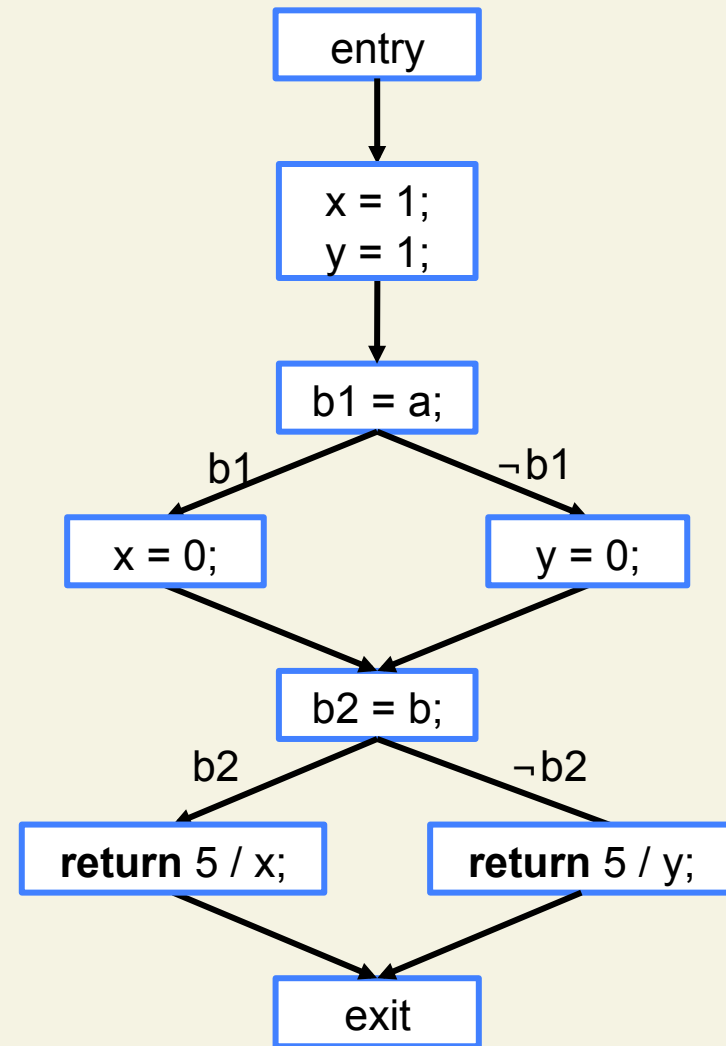 entry
x = 1;
y = 1;
b1 = a;
b1
¬b1
x = 0;
y = 0;
b2 = b;
b2
¬b2
return 5 / x;
return 5 / y;
exit